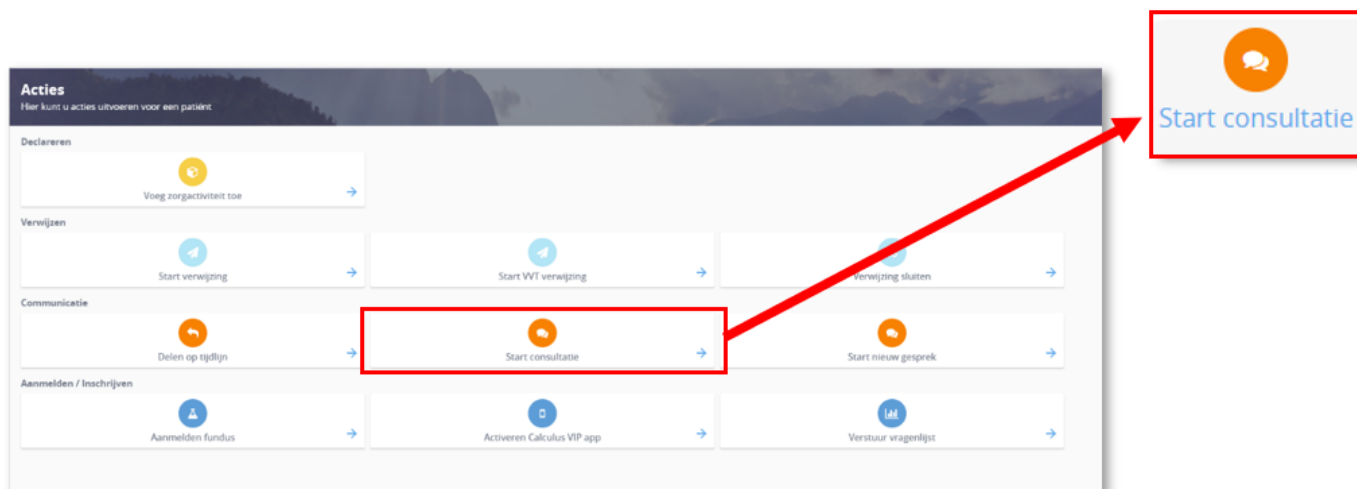 Start consultatie
Acties
Hier kunt u acties uitvoeren voor een patiënt
Declareren
Voeg zorgactiviteit toe
Verwijzen
Start verwijzing
Start VVT verwijzing
Verwijzing sluiten
Communicatie
Delen op tijdlijn
Start consultatie
Start nieuw gesprek
Aanmelden / Inschrijven
Aanmelden fundus
Activeren Calculus VIP app
Verstuur vragenlijst